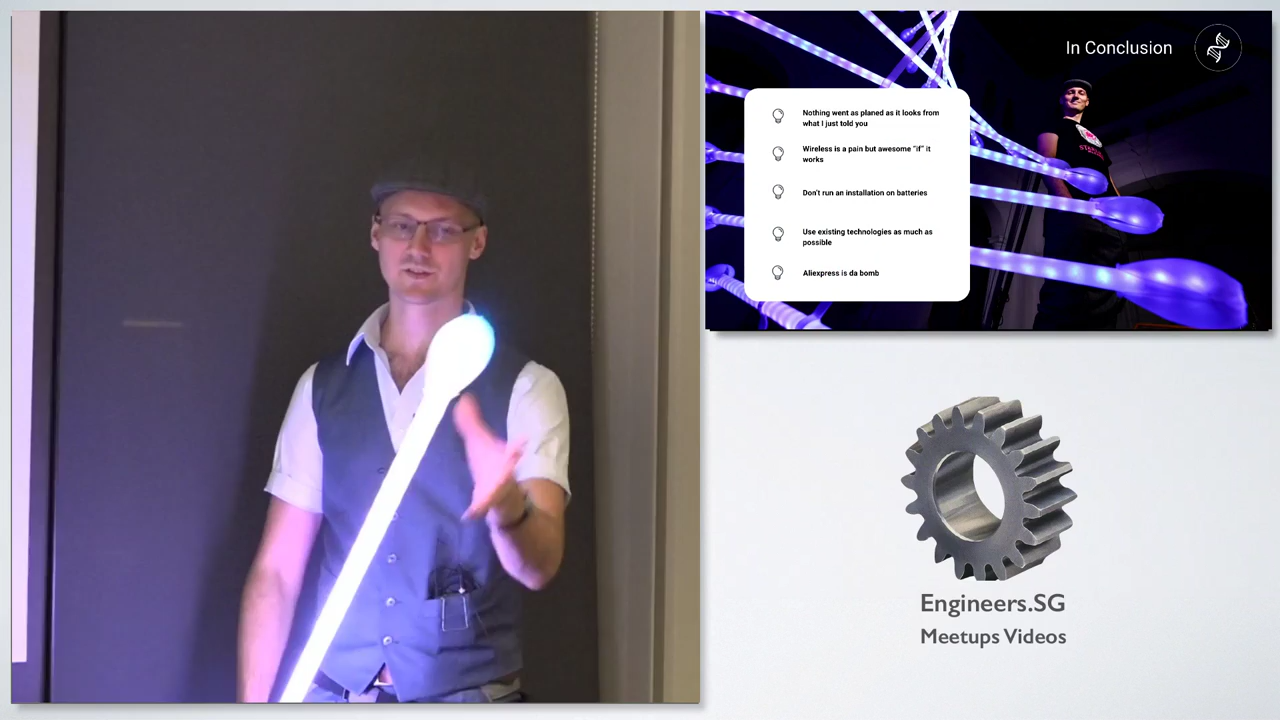 In Conclusion
Nothing went as planed as it looks from
what I just told you
Wireless is a pain but awesome "if" it
works
Don't run an installation on batteries
Use existing technologies as much as
possible
Aliexpress is da bomb
Engineers.SG
Meetups Videos